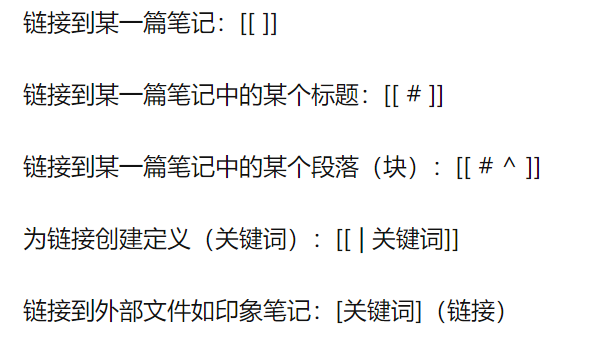 链接到某一篇笔记：[[ ]]
链接到某一篇笔记中的某个标题：[[ # ]]
链接到某一篇笔记中的某个段落（块）：[[ # ^ ]]
为链接创建定义（关键词）：[[ | 关键词]]
链接到外部文件如印象笔记：[关键词]（链接）